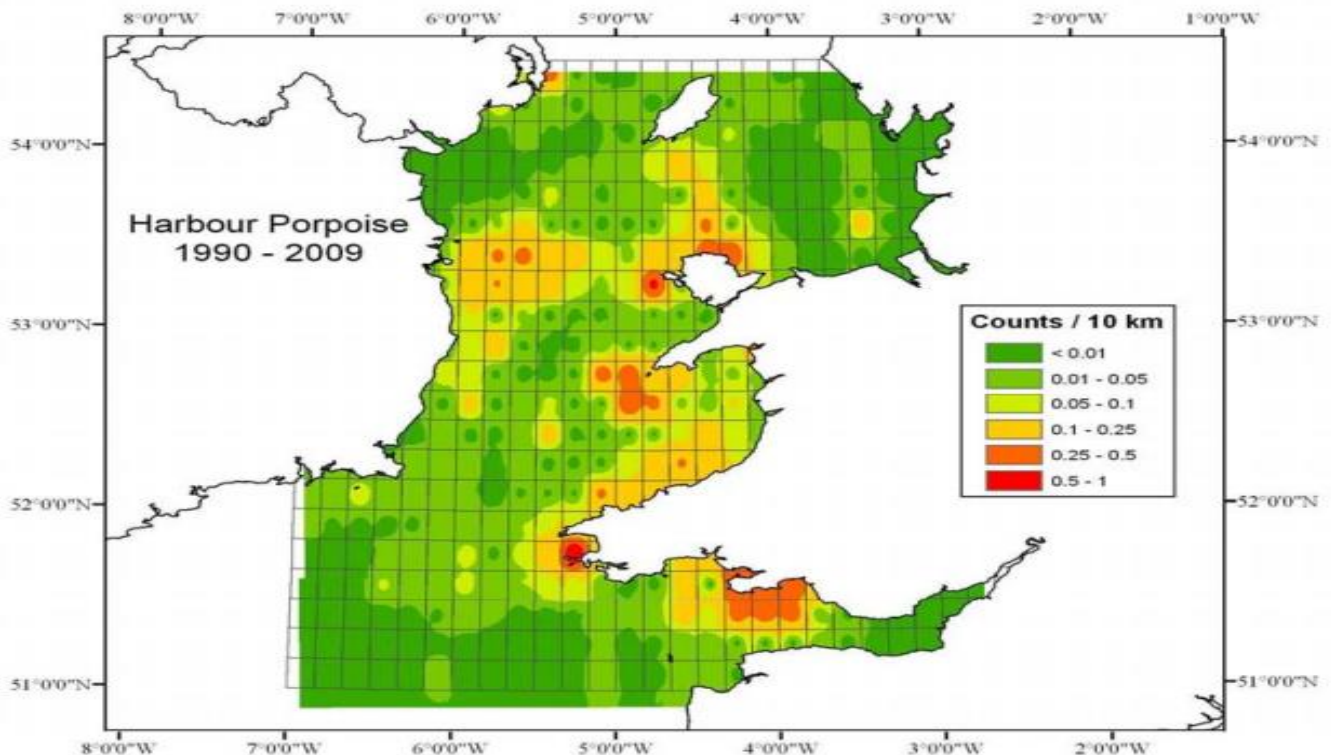 8°0'0"W 7°0'0"W 6°0'0"W 5°0'0"W 4°0'0"W 3°0'0"W 2°0'0"W 1°0'0"W
54°0'0"N 54°0'0"N
Harbour Porpoise
1990 - 2009
53°0'0"N 53°0'0"N
Counts / 10 km
< 0.01
0.01 - 0.05
0.05 - 0.1
0.1 - 0.25
0.25 - 0.5
0.5 - 1
52°0'0"N 52°0'0"N
51°0'0"N 51°0'0"N
8°0'0"W 7°0'0"W 6°0'0"W 5°0'0"W 4°0'0"W 3°0'0"W 2°0'0"W 1°0'0"W